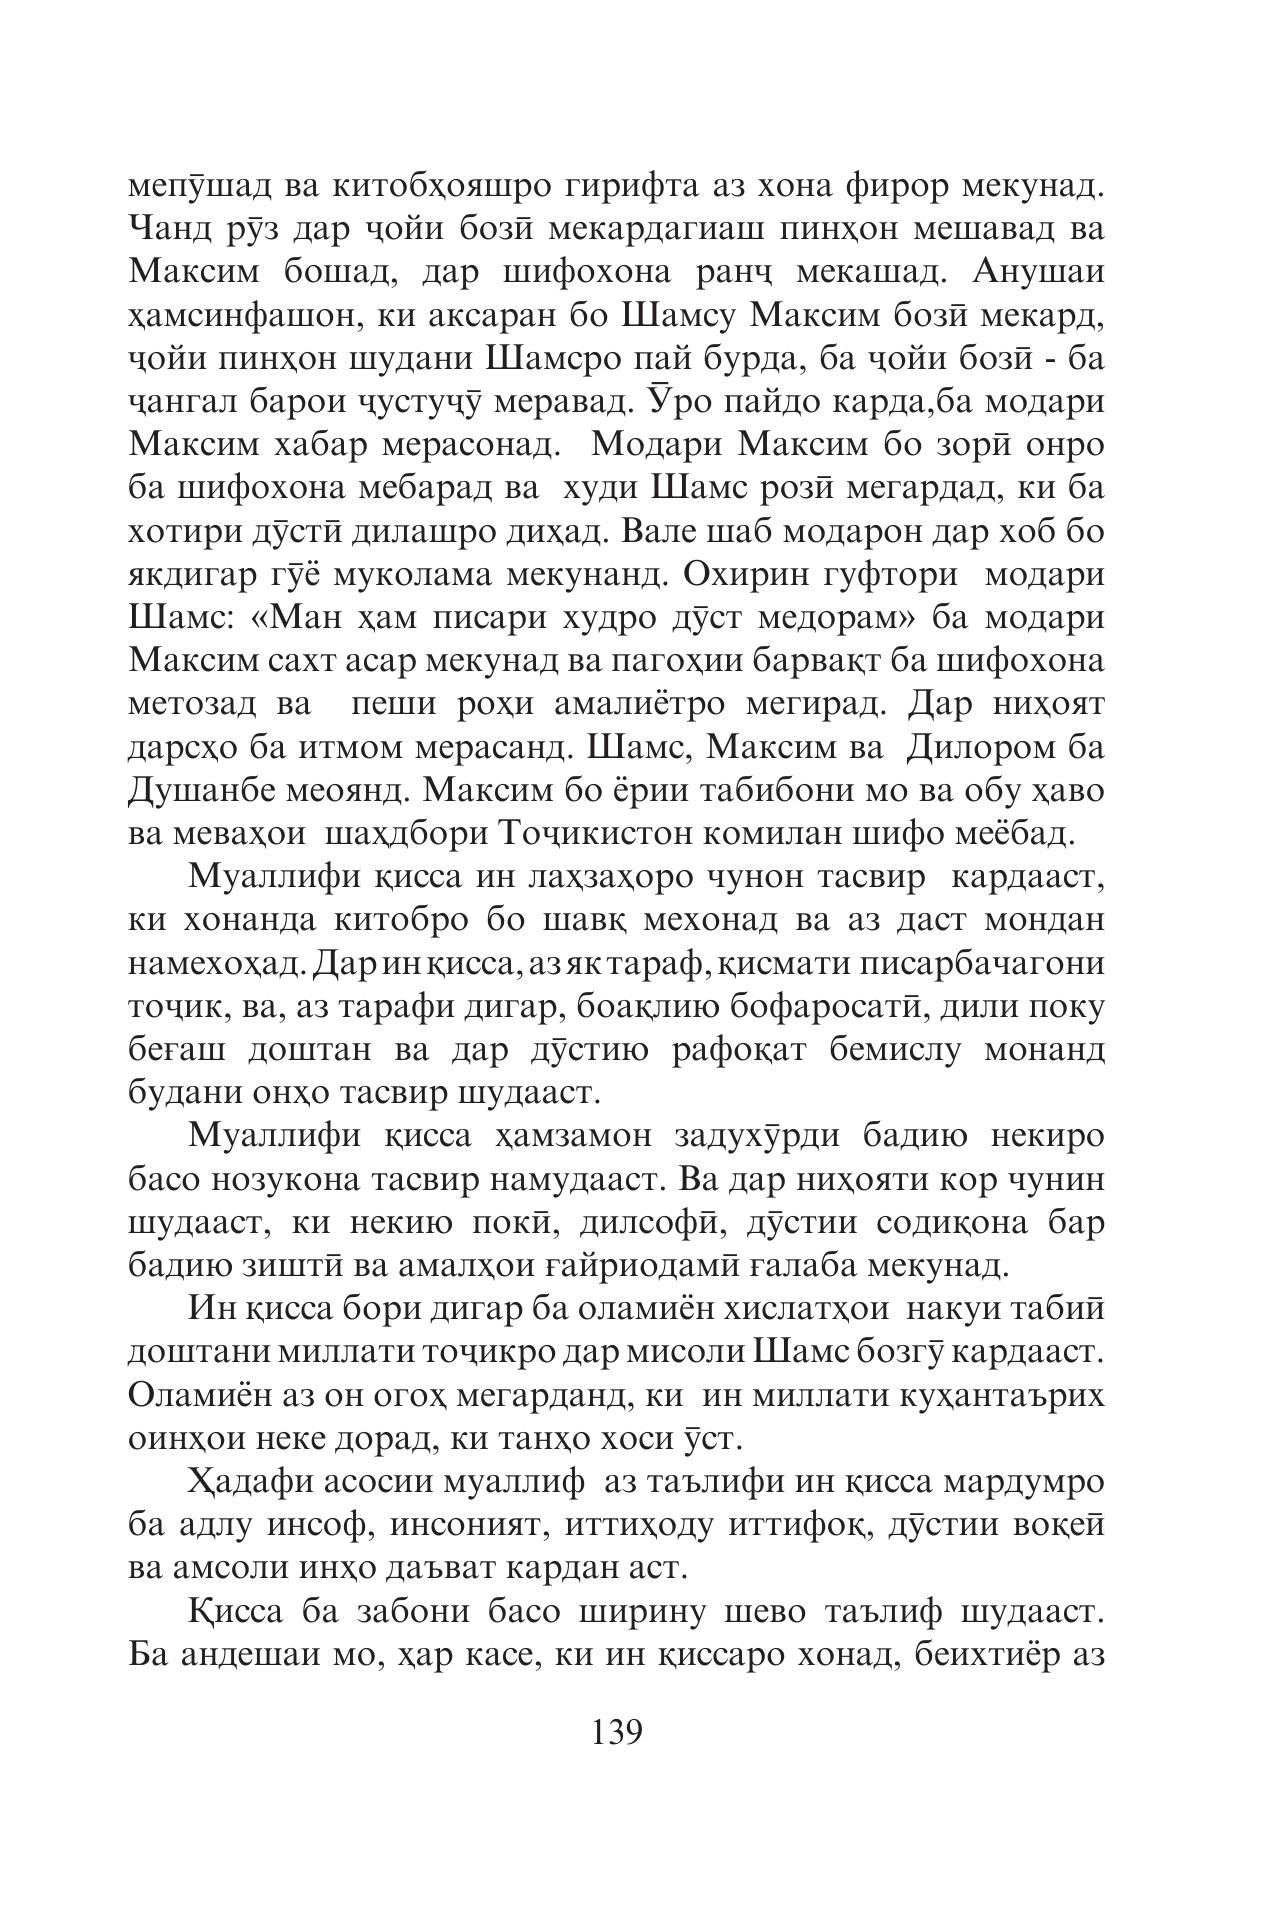 мепӯшад ва китобҳояшро гирифта аз хона фирор мекунад.
Чанд рӯз дар ҷойи бозӣ мекардагиаш пинҳон мешавад ва
Максим бошад, дар шифохона ранҷ мекашад. Анушаи
ҳамсинфашон, ки аксаран бо Шамсу Максим бозӣ мекард,
ҷойи пинҳон шудани Шамсро пай бурда, ба ҷойи бозӣ - ба
ҷангал барои ҷустуҷӯ меравад. Ӯро пайдо карда,ба модари
Максим хабар мерасонад.  Модари Максим бо зорӣ онро
ба шифохона мебарад ва  худи Шамс розӣ мегардад, ки ба
хотири дӯстӣ дилашро диҳад. Вале шаб модарон дар хоб бо
якдигар гӯё муколама мекунанд. Охирин гуфтори  модари
Шамс: «Ман ҳам писари худро дӯст медорам» ба модари
Максим сахт асар мекунад ва пагоҳии барвақт ба шифохона
метозад ва  пеши роҳи амалиётро мегирад. Дар ниҳоят
дарсҳо ба итмом мерасанд. Шамс, Максим ва  Дилором ба
Душанбе меоянд. Максим бо ёрии табибони мо ва обу ҳаво
ва меваҳои  шаҳдбори Тоҷикистон комилан шифо меёбад.
Муаллифи қисса ин лаҳзаҳоро чунон тасвир  кардааст,
ки хонанда китобро бо шавқ мехонад ва аз даст мондан
намехоҳад. Дар ин қисса, аз як тараф, қисмати писарбачагони
тоҷик, ва, аз тарафи дигар, боақлию бофаросатӣ, дили поку
беғаш доштан ва дар дӯстию рафоқат бемислу монанд
будани онҳо тасвир шудааст.
Муаллифи қисса ҳамзамон задухӯрди бадию некиро
басо нозукона тасвир намудааст. Ва дар ниҳояти кор чунин
шудааст, ки некию покӣ, дилсофӣ, дӯстии содиқона бар
бадию зиштӣ ва амалҳои ғайриодамӣ ғалаба мекунад.
Ин қисса бори дигар ба оламиён хислатҳои  накуи табиӣ
доштани миллати тоҷикро дар мисоли Шамс бозгӯ кардааст.
Оламиён аз он огоҳ мегарданд, ки  ин миллати куҳантаърих
оинҳои неке дорад, ки танҳо хоси ӯст.
Ҳадафи асосии муаллиф  аз таълифи ин қисса мардумро
ба адлу инсоф, инсоният, иттиҳоду иттифоқ, дӯстии воқеӣ
ва амсоли инҳо даъват кардан аст.
Қисса ба забони басо ширину шево таълиф шудааст.
Ба андешаи мо, ҳар касе, ки ин қиссаро хонад, беихтиёр аз
139